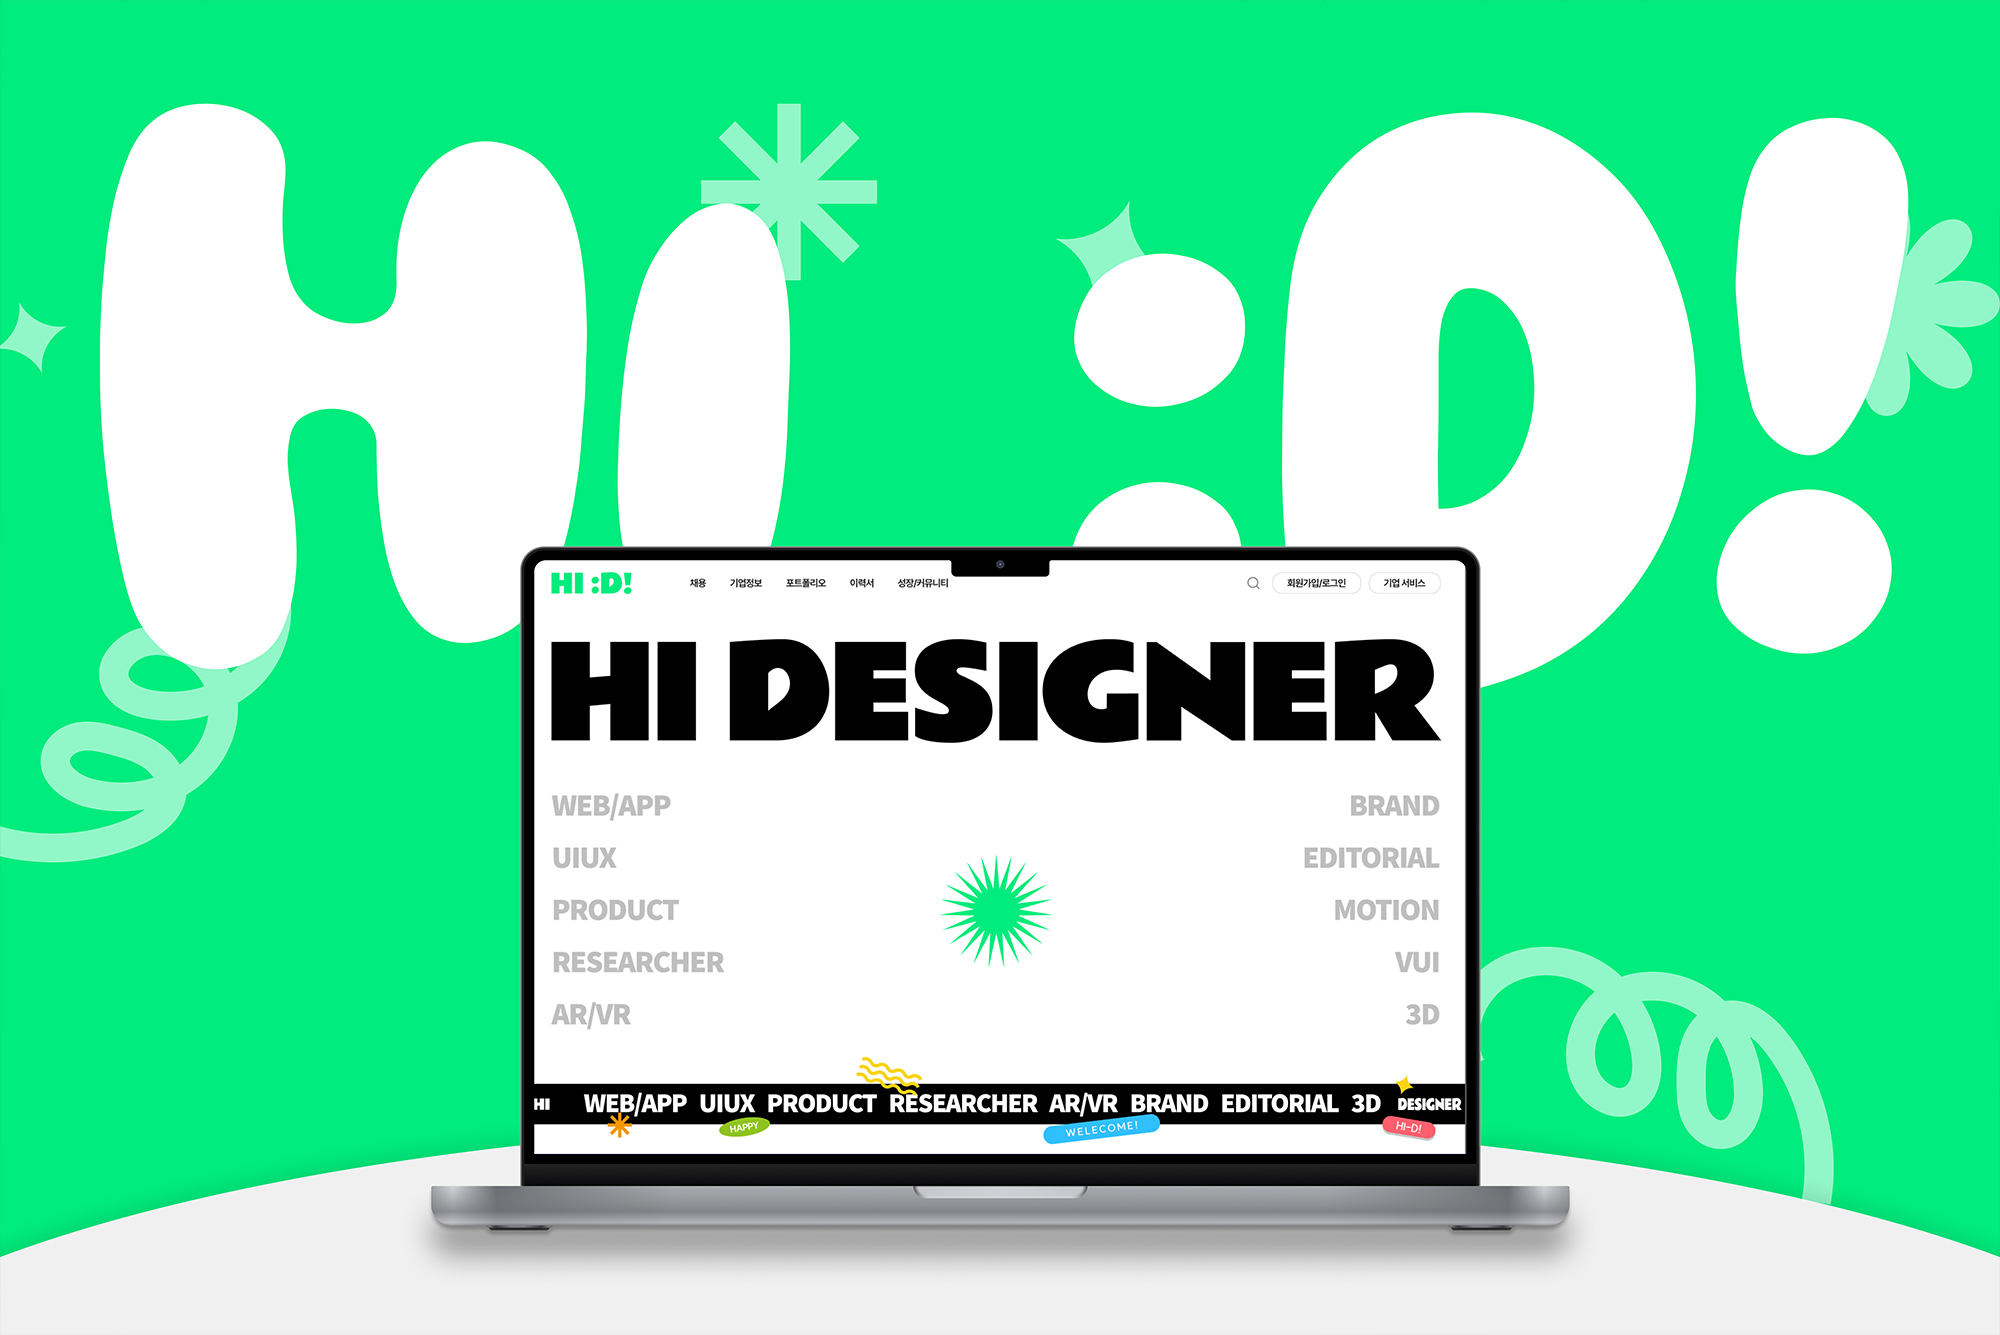 Hi :D!
HI :D! 채용 기업정보 포트폴리오 이력서 성장/커뮤니티 회원가입/로그인 기업 서비스
HI DESIGNER
WEB/APP BRAND
UIUX EDITORIAL
PRODUCT MOTION
RESEARCHER VUI
AR/VR 3D
HI WEB/APP UIUX PRODUCT RESEARCHER AR/VR BRAND EDITORIAL 3D DESIGNER
HAPPY WELECOME! HI-D!